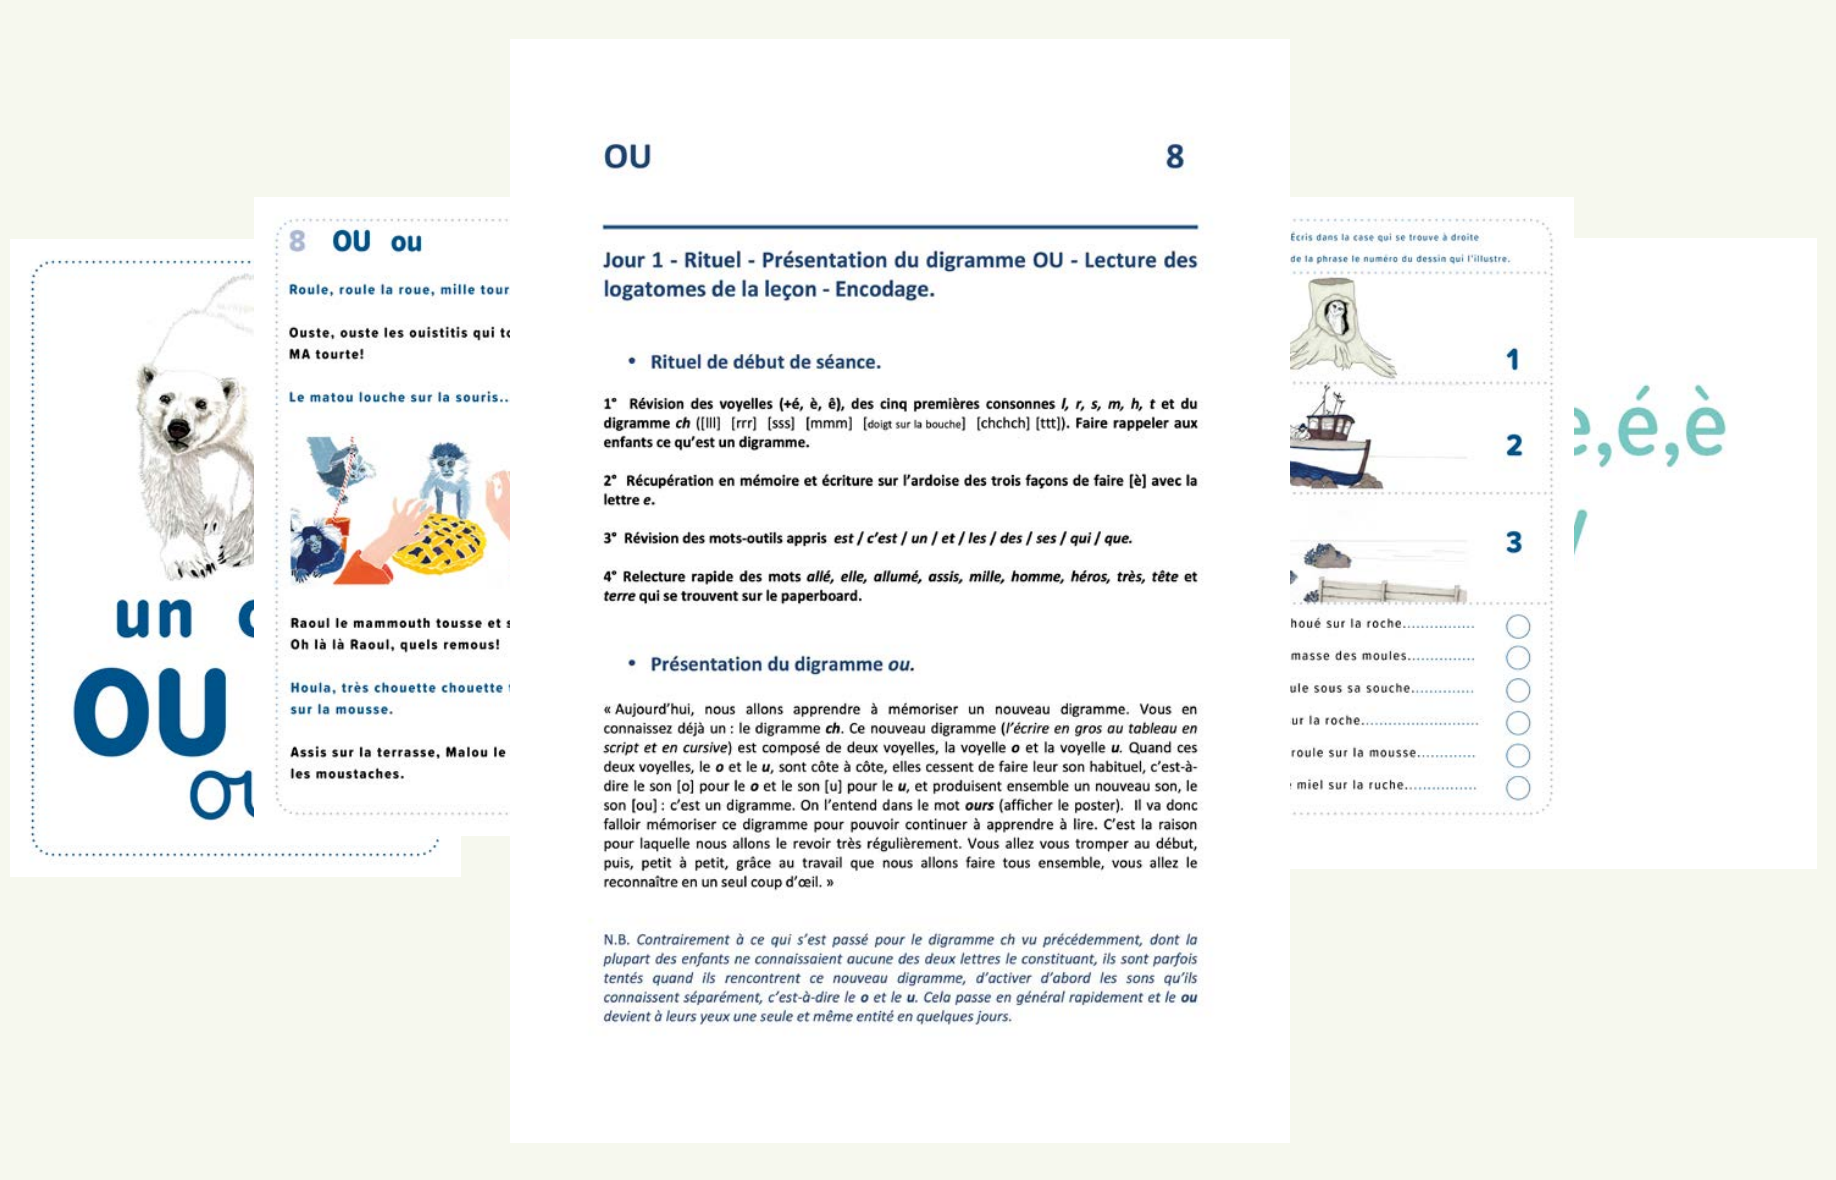 un
OU
8 OU ou
Roule, roule la roue, mille tour
Ouste, ouste les ouistitis qui
MA tourte!
Le matou louche sur la souris..
Raoul le mammouth tousse et
Oh là là Raoul, quels remous!
Houla, très chouette chouette
sur la mousse.
Assis sur la terrasse, Malou le
les moustaches.
OU 8
Jour 1 - Rituel - Présentation du digramme OU - Lecture des
logatomes de la leçon - Encodage.
• Rituel de début de séance.
1° Révision des voyelles (+é, è, ê), des cinq premières consonnes l, r, s, m, h, t et du
digramme ch ([lll] [rrr] [sss] [mmm] [doigt sur la bouche] [chchch] [ttt]). Faire rappeler aux
enfants ce qu'est un digramme.
2° Récupération en mémoire et écriture sur l'ardoise des trois façons de faire [è] avec la
lettre e.
3° Révision des mots-outils appris est / c'est / un / et / les / des / ses / qui / que.
4° Relecture rapide des mots allé, elle, allumé, assis, mille, homme, héros, très, tête et
terre qui se trouvent sur le paperboard.
• Présentation du digramme ou.
« Aujourd'hui, nous allons apprendre à mémoriser un nouveau digramme. Vous en
connaissez déjà un : le digramme ch. Ce nouveau digramme (l'écrire en gros au tableau en
script et en cursive) est composé de deux voyelles, la voyelle o et la voyelle u. Quand ces
deux voyelles, le o et le u, sont côte à côte, elles cessent de faire leur son habituel, c'est-à-
dire le son [o] pour le o et le son [u] pour le u, et produisent ensemble un nouveau son, le
son [ou] : c'est un digramme. On l'entend dans le mot ours (afficher le poster). Il va donc
falloir mémoriser ce digramme pour pouvoir continuer à apprendre à lire. C'est la raison
pour laquelle nous allons le revoir très régulièrement. Vous allez vous tromper au début,
puis, petit à petit, grâce au travail que nous allons faire tous ensemble, vous allez le
reconnaître en un seul coup d'œil. »
N.B. Contrairement à ce qui s'est passé pour le digramme ch vu précédemment, dont la
plupart des enfants ne connaissaient aucune des deux lettres le constituant, ils sont parfois
tentés quand ils rencontrent ce nouveau digramme, d'activer d'abord les sons qu'ils
connaissent séparément, c'est-à-dire le o et le u. Cela passe en général rapidement et le ou
devient à leurs yeux une seule et même entité en quelques jours.
Écris dans la case qui se trouve à droite
de la phrase le numéro du dessin qui l'illustre.
1
2
3
houé sur la roche...............
masse des moules.............
ule sous sa souche.............
ur la roche..........................
roule sur la mousse............
miel sur la ruche................
e,é,è